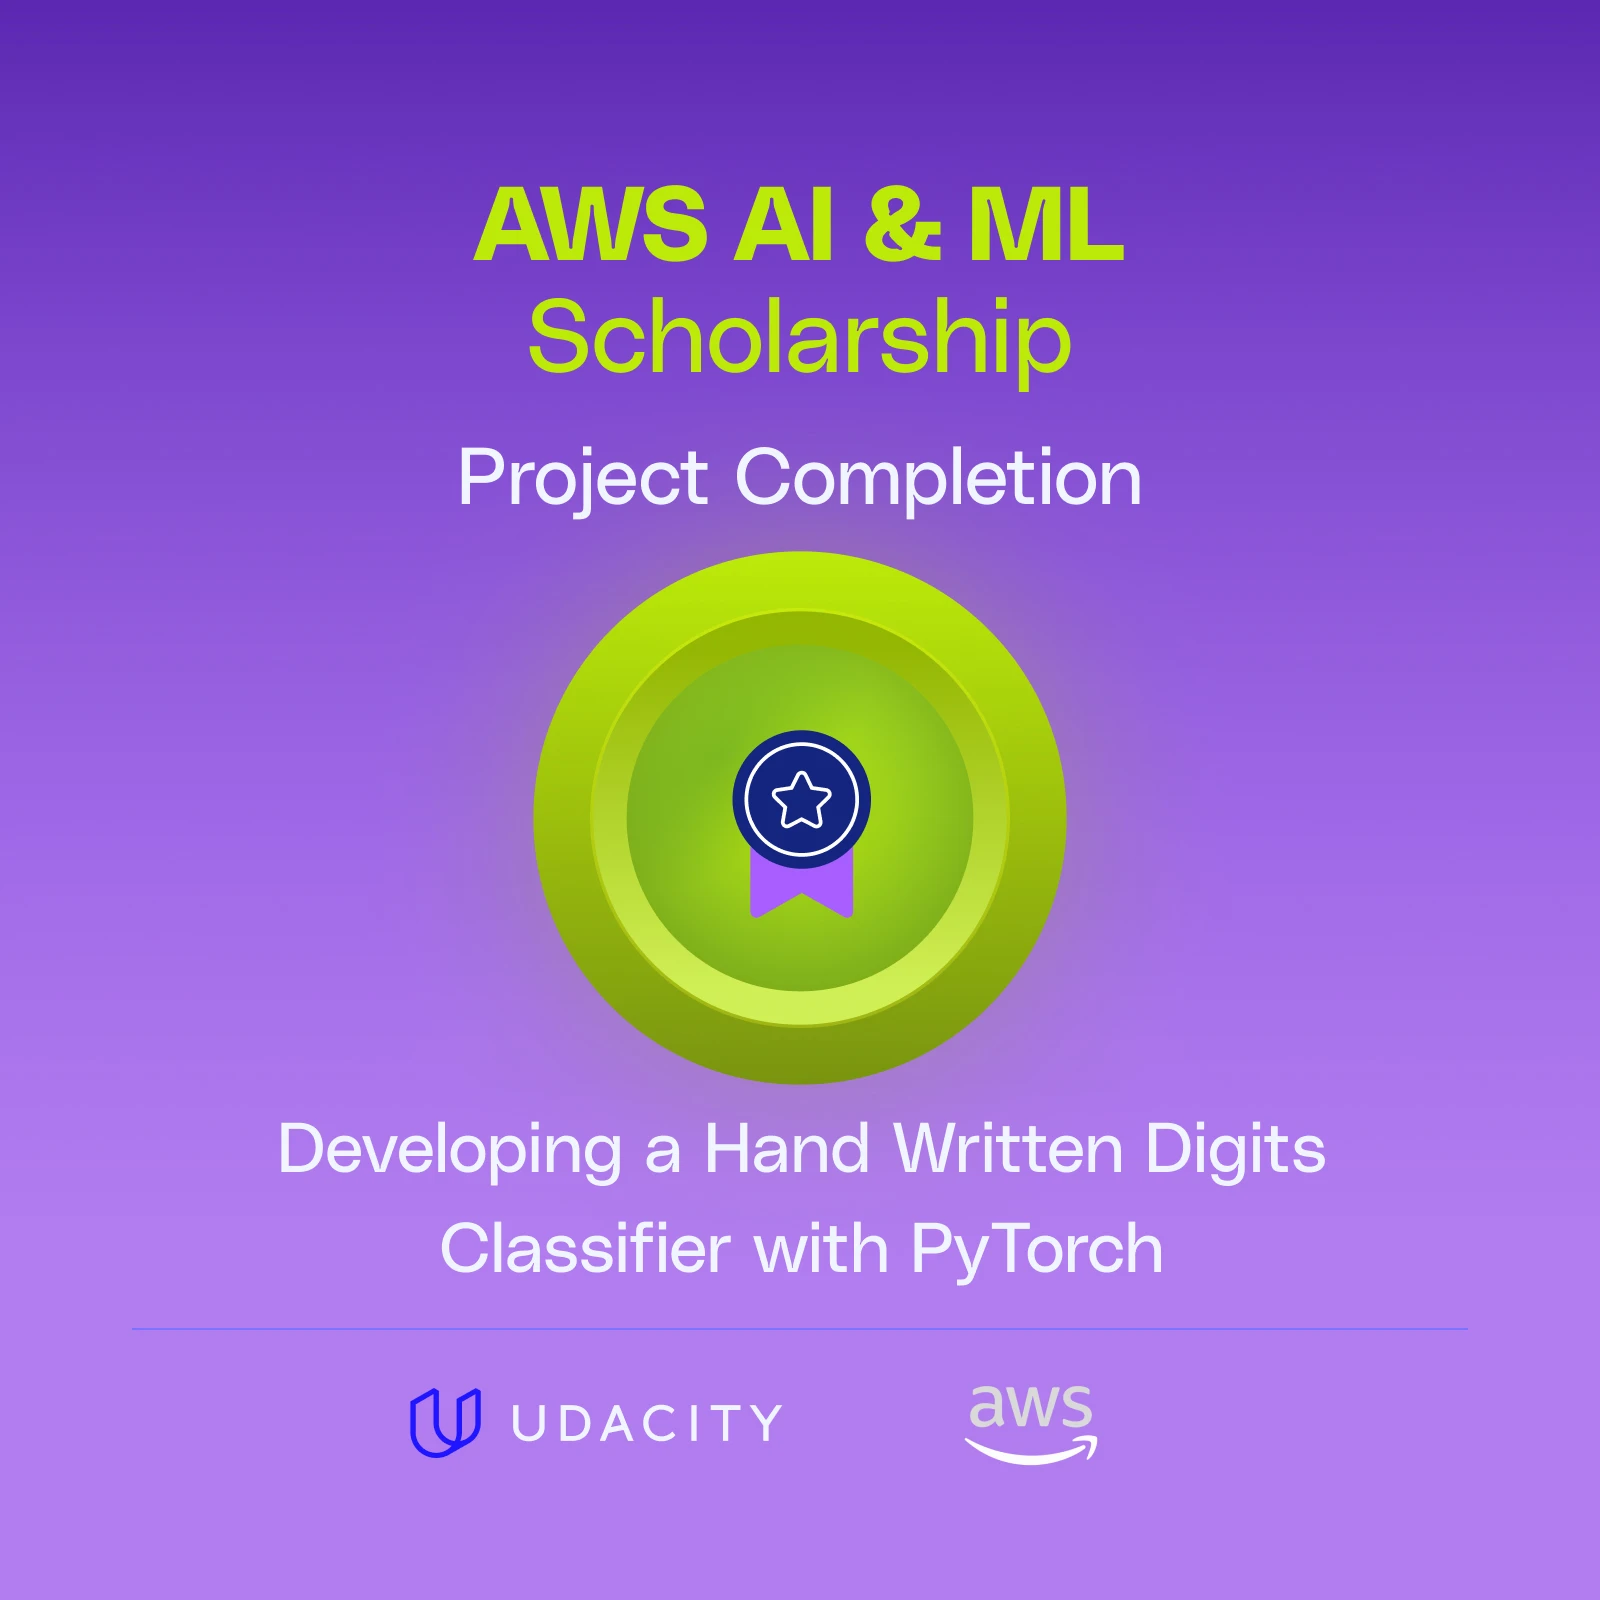 AWS AI & ML
Scholarship
Project Completion
Developing a Hand Written Digits
Classifier with PyTorch
UDACITY
aws